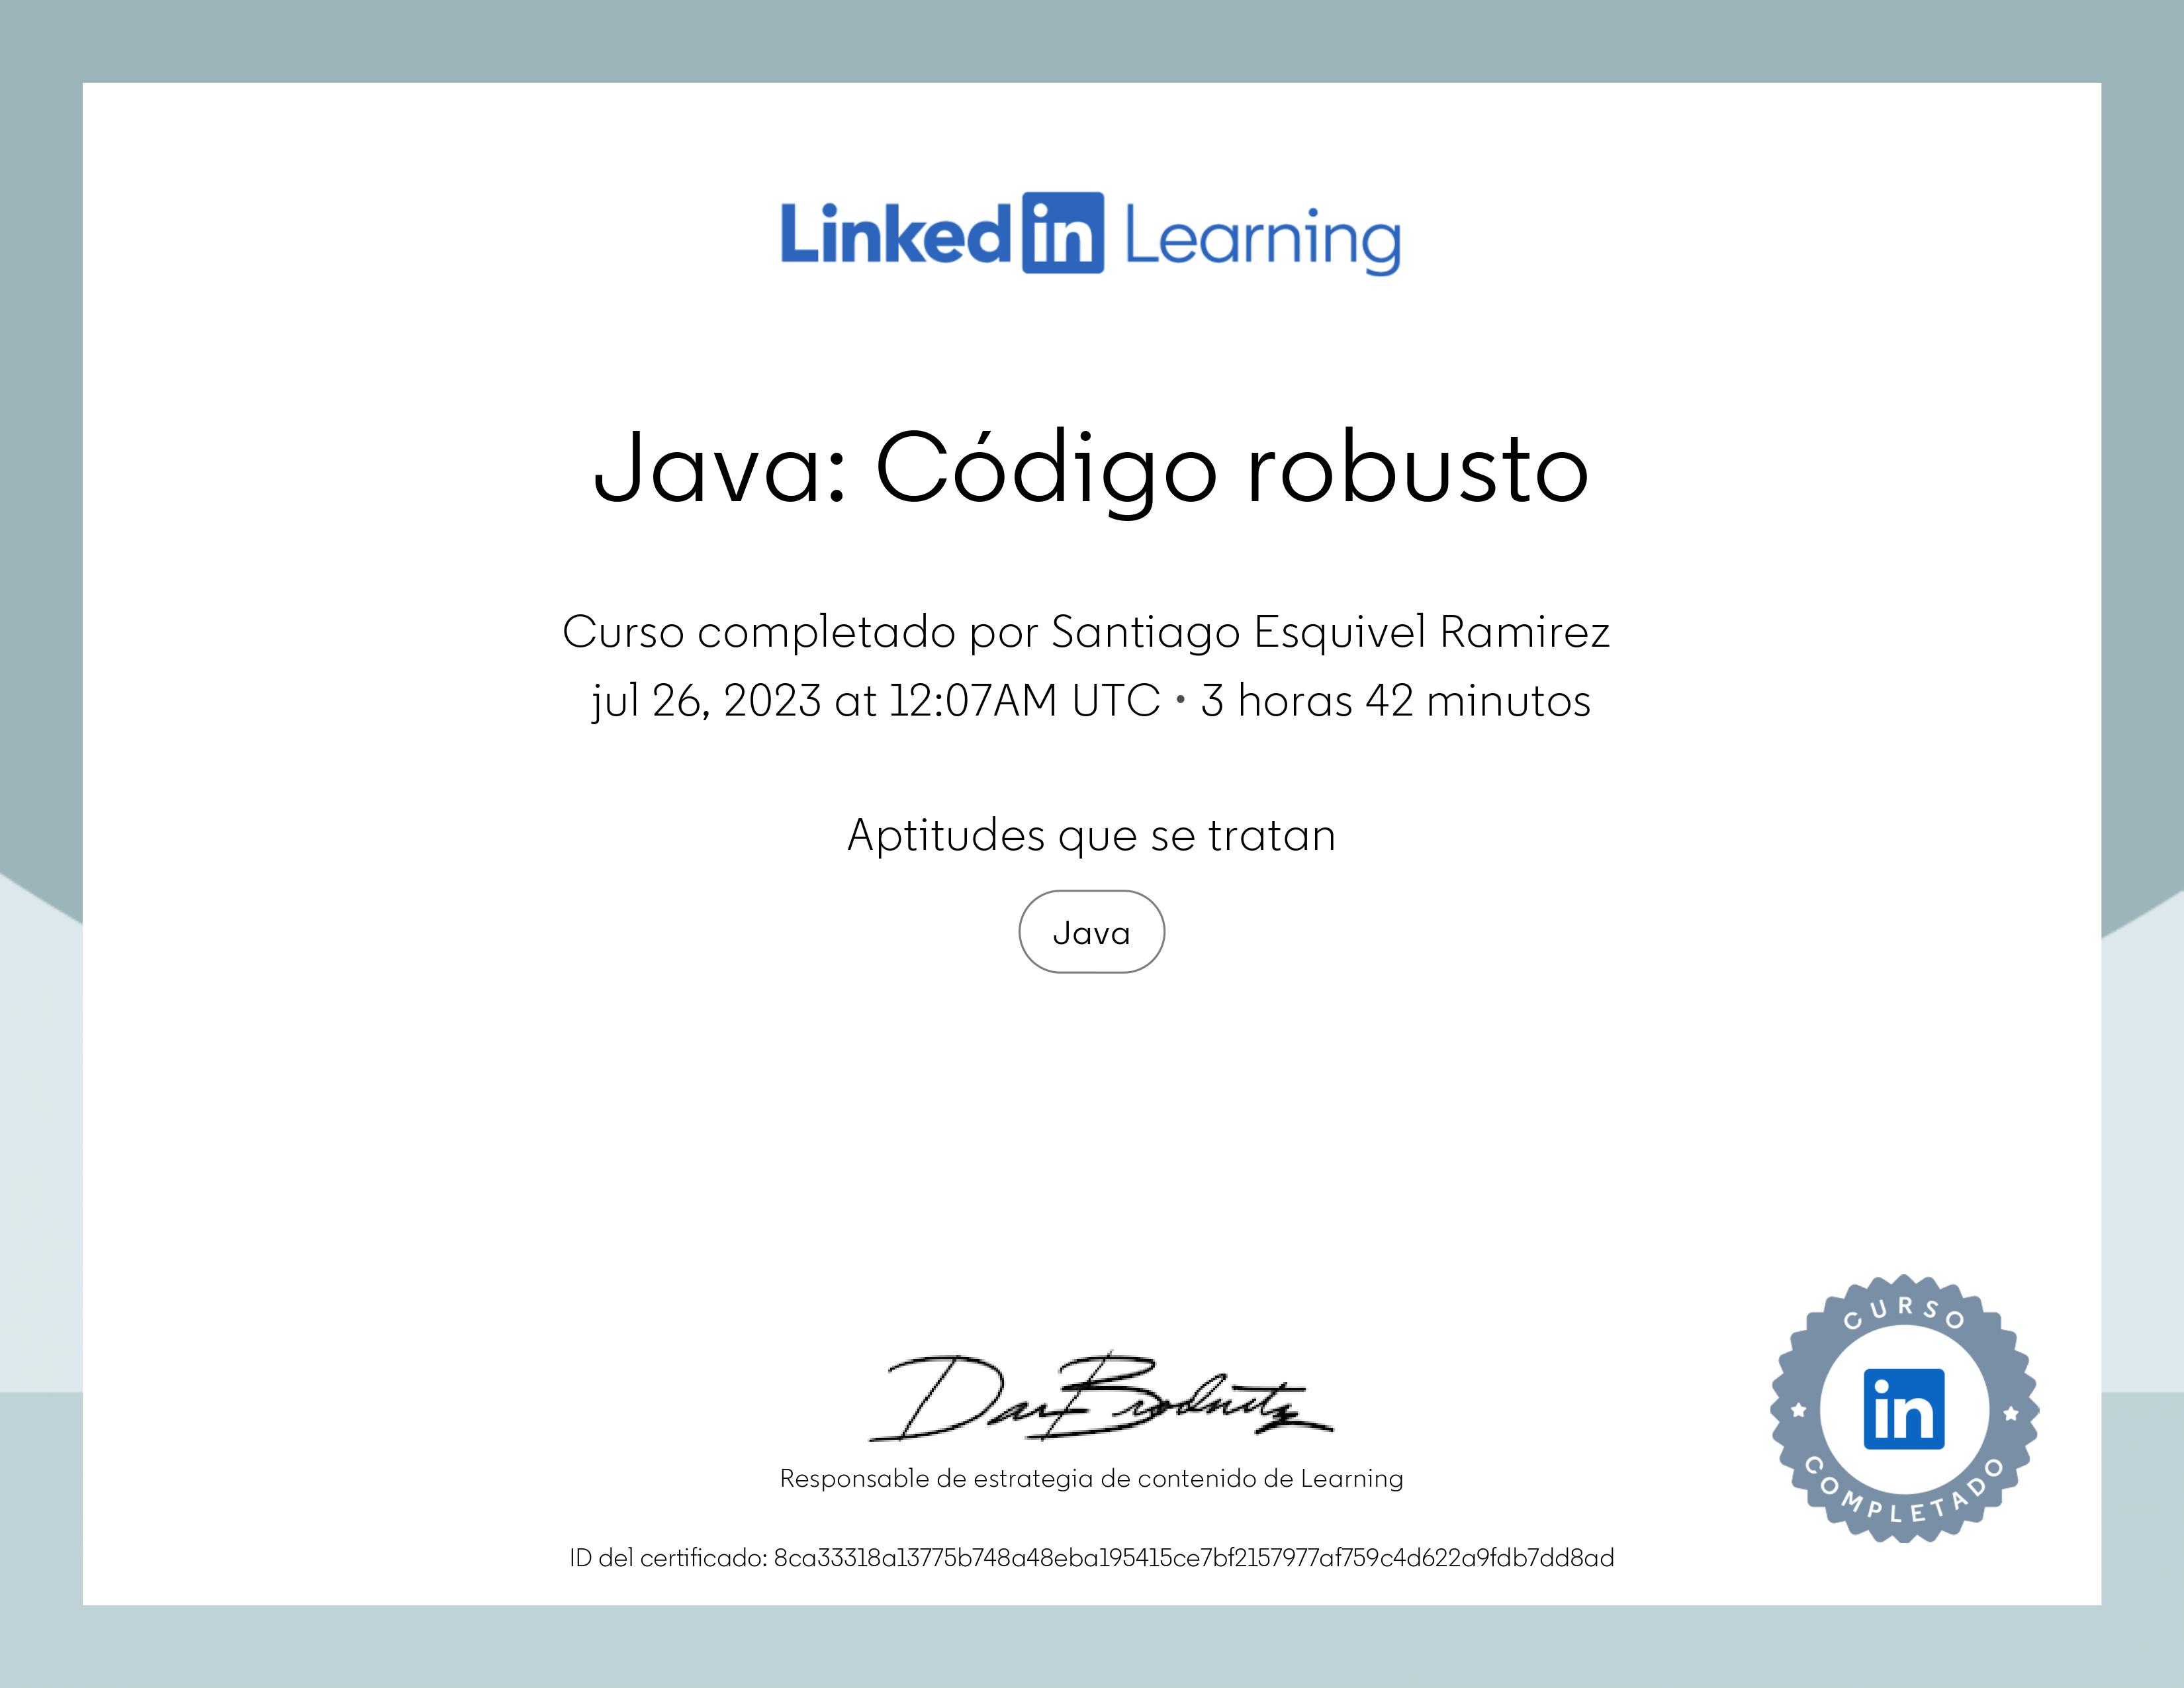 Linked in Learning
Java: Código robusto
Curso completado por Santiago Esquivel Ramirez
jul 26, 2023 at 12:07AM UTC • 3 horas 42 minutos
Aptitudes que se tratan
Java
Responsable de estrategia de contenido de Learning
ID del certificado: 8ca33318a13775b748a48eba195415ce7bf2157977af759c4d622a9fdb7dd8ad
CURSO
in
COMPLETADO